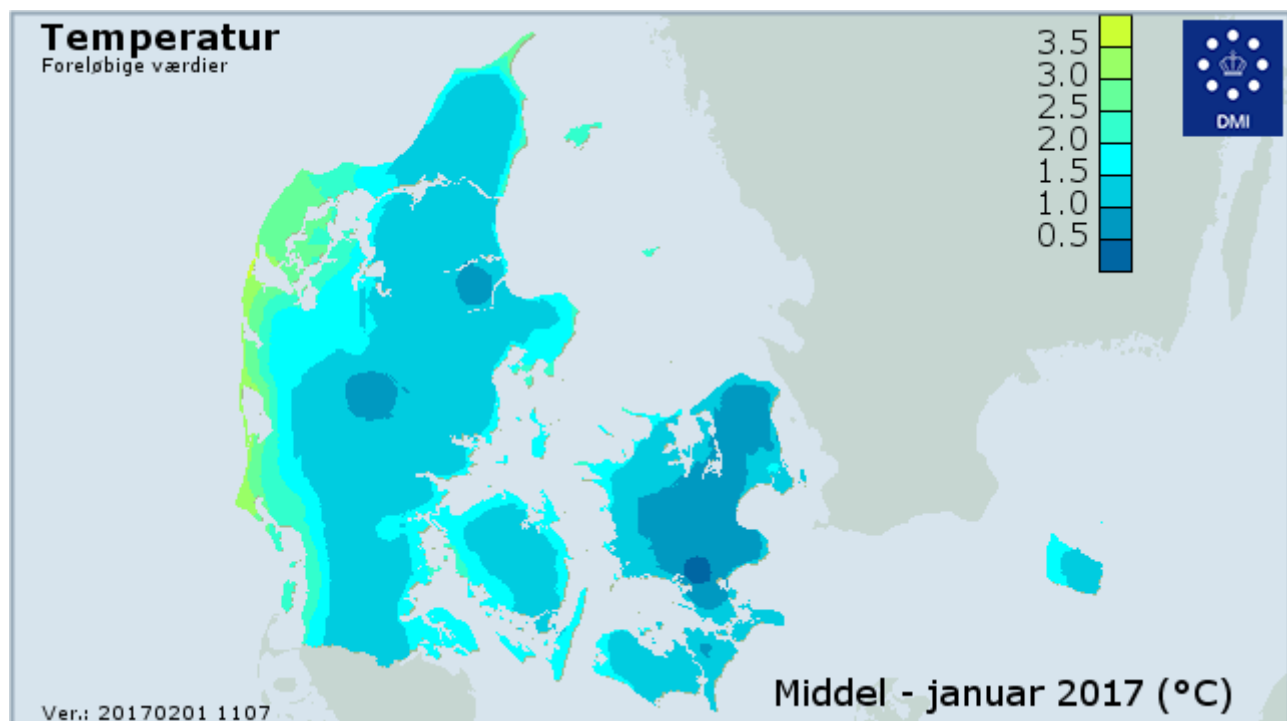 Temperatur
Foreløbige værdier
3.5
3.0
2.5
2.0
1.5
1.0
0.5
DMI
Middel - januar 2017 (°C)
Ver.: 20170201 1107